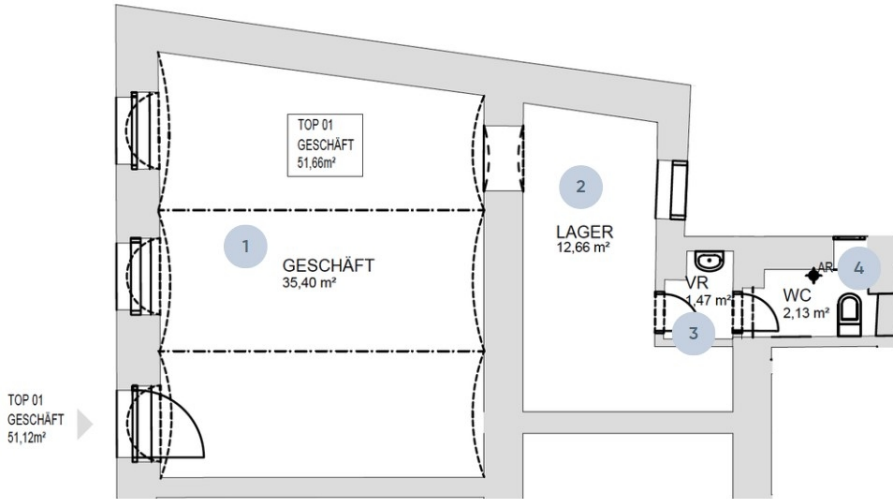 TOP 01
GESCHÄFT
51,66m²
1
GESCHÄFT
35,40 m²
2
LAGER
12,66 m²
VR
1,47 m²
3
AR
4
WC
2,13 m²
TOP 01
GESCHÄFT
51,12m²